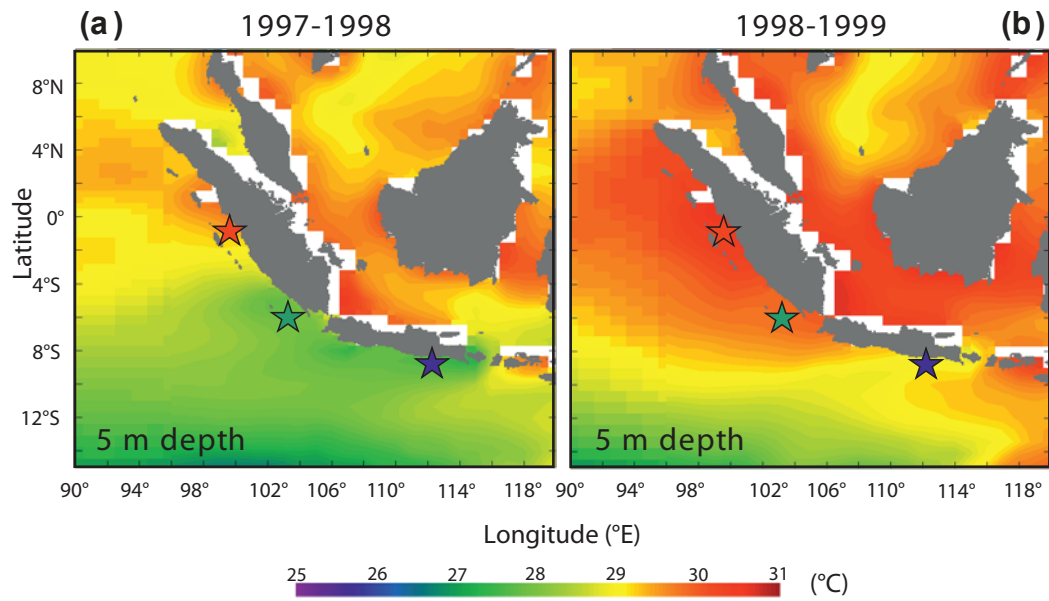 (a) 1997-1998
1998-1999 (b)
Latitude
8°N
4°N
0°
4°S
8°S
12°S
5 m depth
5 m depth
90° 94° 98° 102° 106° 110° 114° 118°
90° 94° 98° 102° 106° 110° 114° 118°
Longitude (°E)
25 26 27 28 29 30 31 (°C)